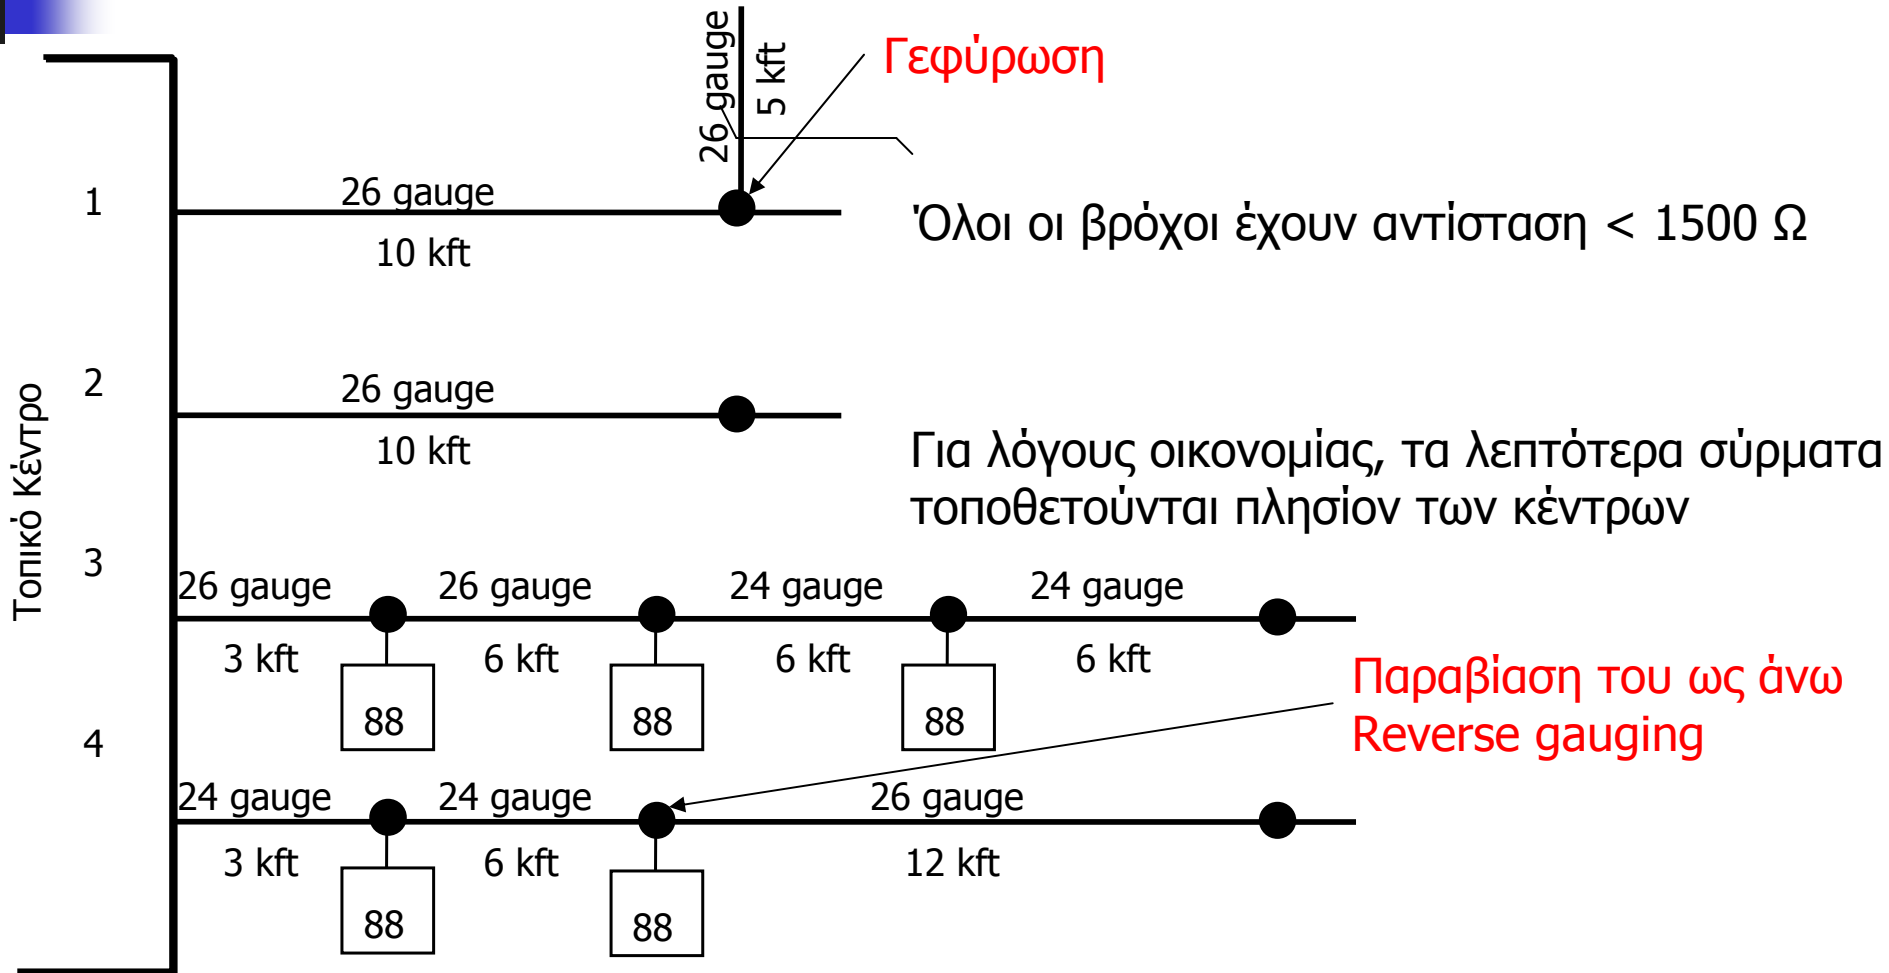 26 gauge
5 kft
Γεφύρωση
1
26 gauge
10 kft
Όλοι οι βρόχοι έχουν αντίσταση < 1500 Ω
Τοπικό Κέντρο
2
26 gauge
10 kft
Για λόγους οικονομίας, τα λεπτότερα σύρματα
τοποθετούνται πλησίον των κέντρων
3
26 gauge 26 gauge 24 gauge 24 gauge
3 kft 6 kft 6 kft 6 kft
88 88 88
Παραβίαση του ως άνω
Reverse gauging
4
24 gauge 24 gauge 26 gauge
3 kft 6 kft 12 kft
88 88